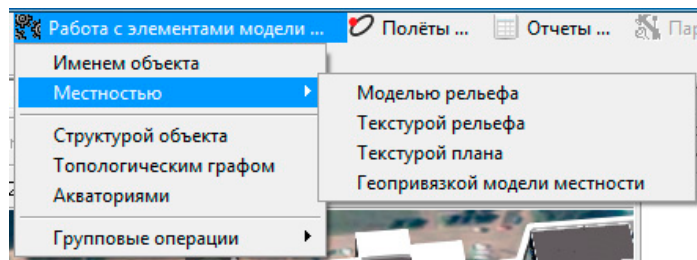 Работа с элементами модели ... Полёты ... Отчеты ...
Именем объекта
Местностью
Структурой объекта
Топологическим графом
Акваториями
Групповые операции
Моделью рельефа
Текстурой рельефа
Текстурой плана
Геопривязкой модели местности